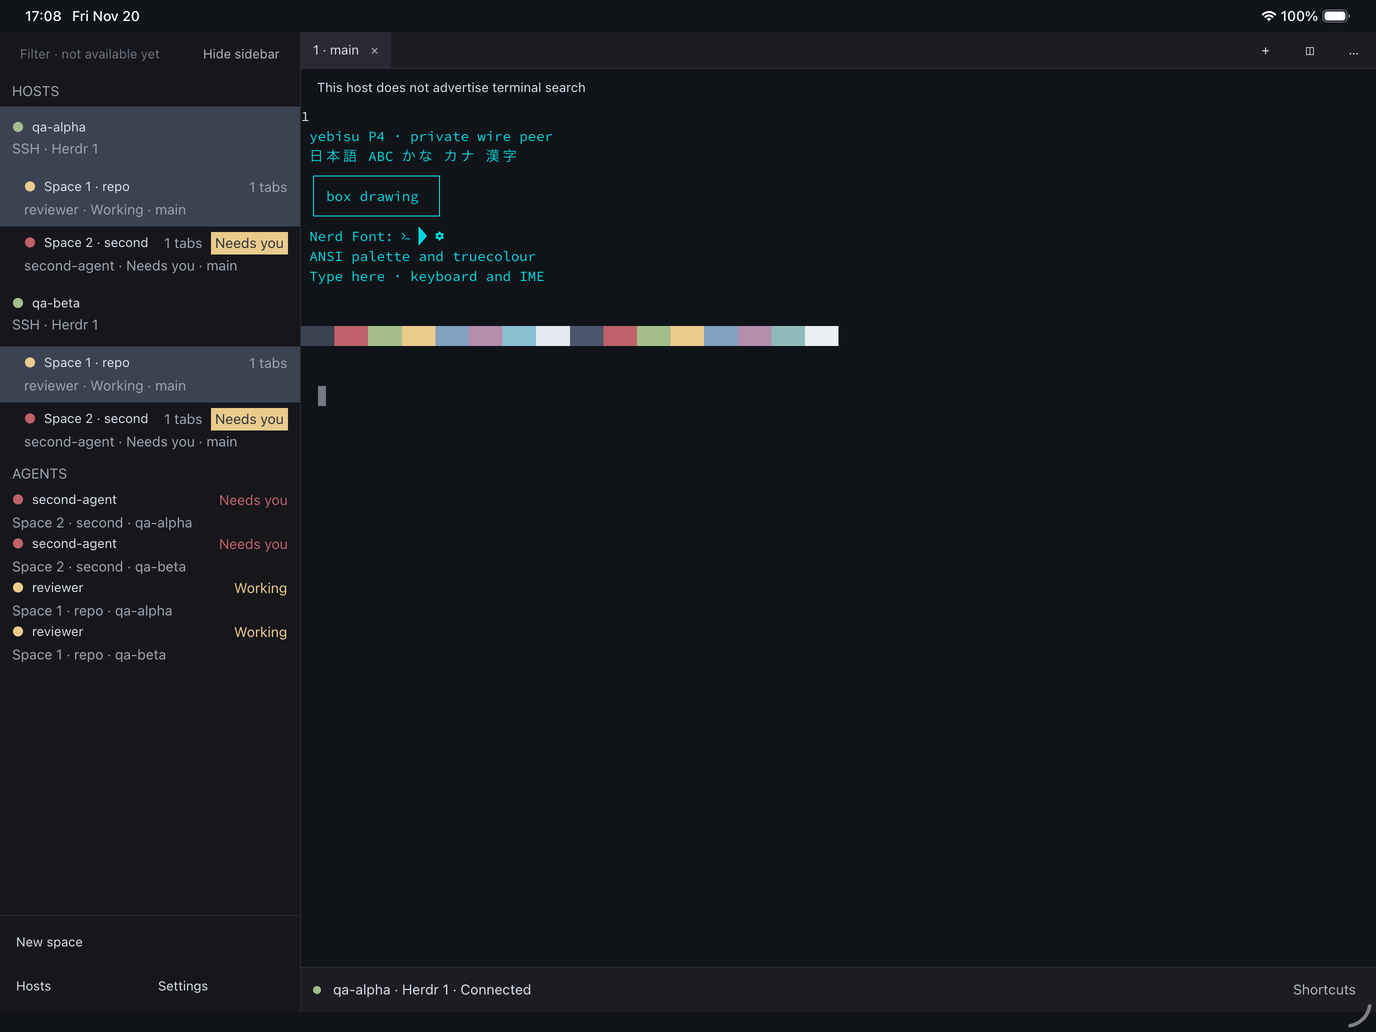 17:08 Fri Nov 20
100%
Filter · not available yet
Hide sidebar
HOSTS
qa-alpha
SSH · Herdr 1
Space 1 · repo
1 tabs
reviewer · Working · main
Space 2 · second
1 tabs
Needs you
second-agent · Needs you · main
qa-beta
SSH · Herdr 1
Space 1 · repo
1 tabs
reviewer · Working · main
Space 2 · second
1 tabs
Needs you
second-agent · Needs you · main
AGENTS
second-agent
Needs you
Space 2 · second · qa-alpha
second-agent
Needs you
Space 2 · second · qa-beta
reviewer
Working
Space 1 · repo · qa-alpha
reviewer
Working
Space 1 · repo · qa-beta
New space
Hosts
Settings
1 · main ×
+
...
This host does not advertise terminal search
1
yebisu P4 · private wire peer
日本語 ABC かな カナ 漢字
box drawing
Nerd Font:
ANSI palette and truecolour
Type here · keyboard and IME
qa-alpha · Herdr 1 · Connected
Shortcuts